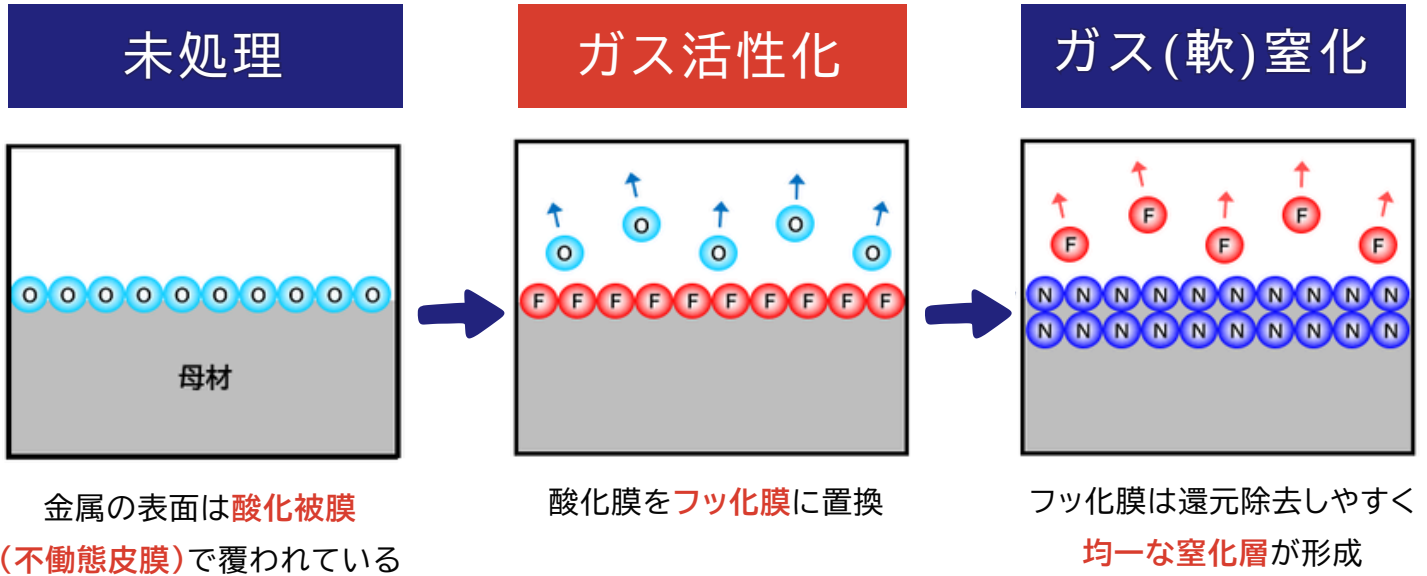 未処理
ガス活性化
ガス(軟)窒化
O O O O O O O O O O
母材
O O O O O
F F F F F F F F F F
F F F F F
N N N N N N N N N N
N N N N N N N N N N
金属の表面は酸化被膜
(不働態皮膜)で覆われている
酸化膜をフッ化膜に置換
フッ化膜は還元除去しやすく
均一な窒化層が形成